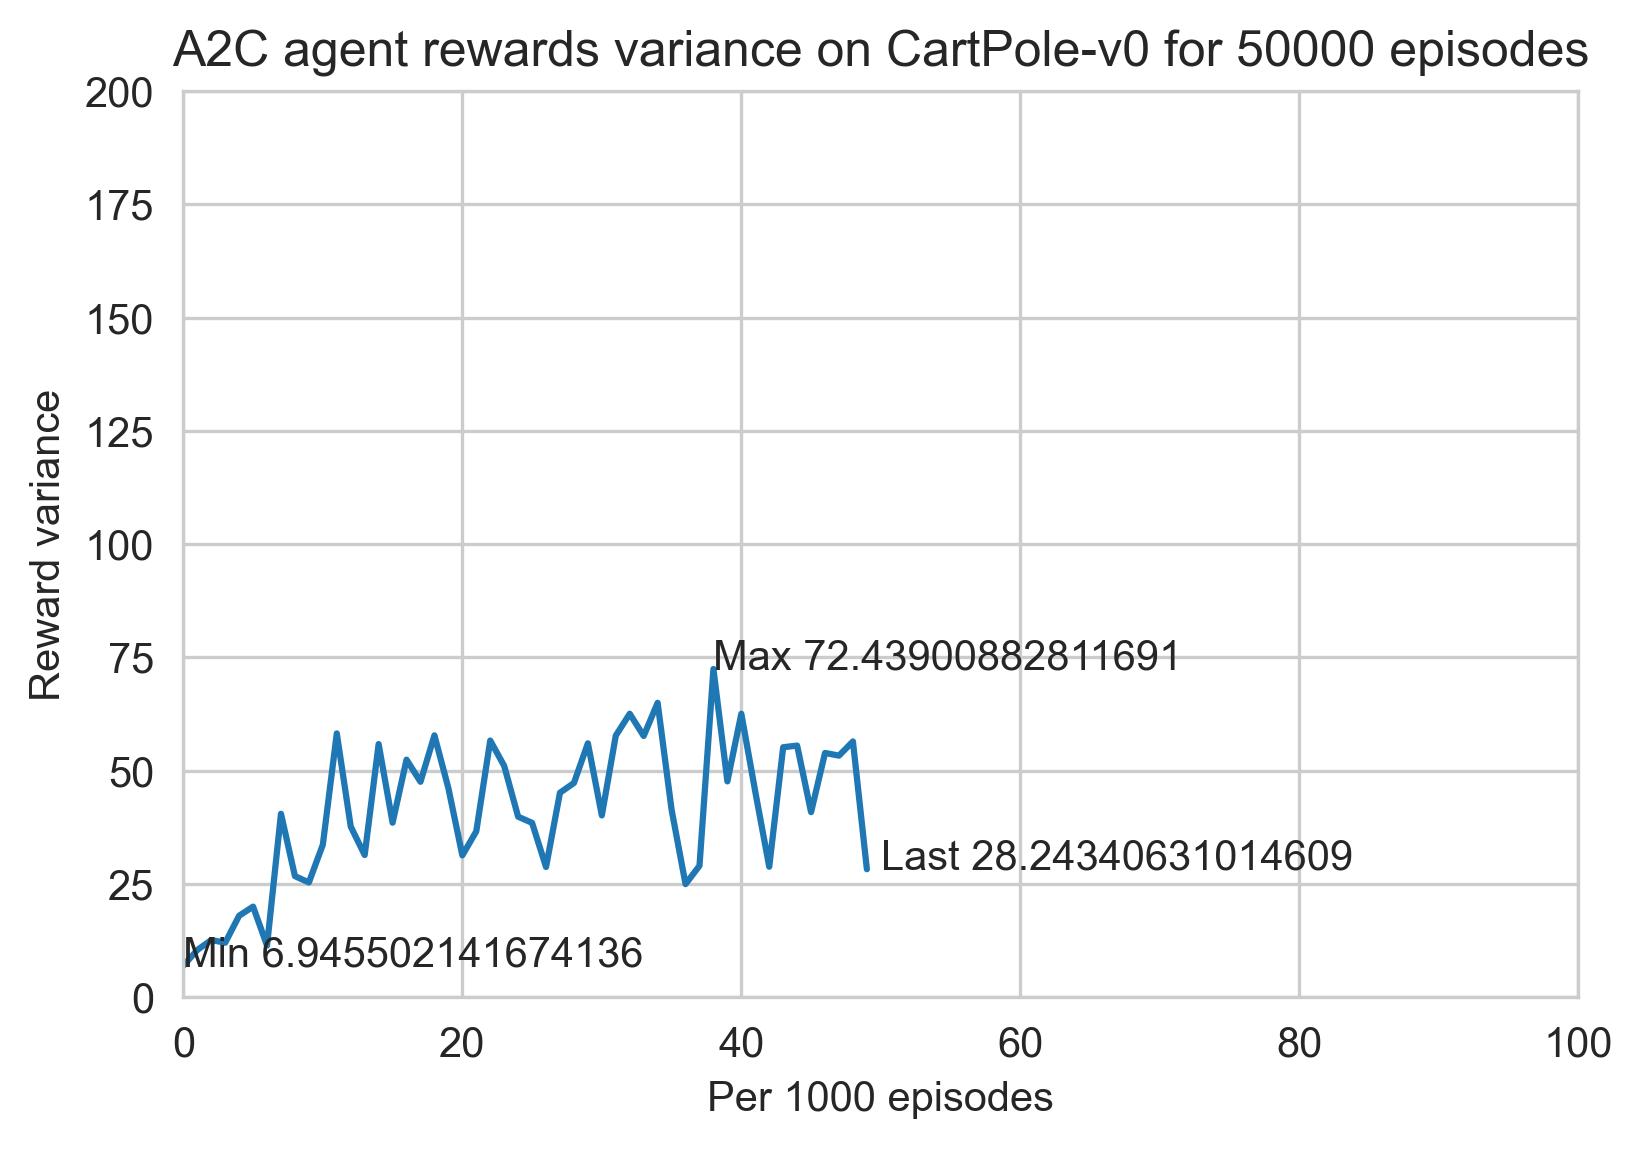 A2C agent rewards variance on CartPole-v0 for 50000 episodes
200
175
150
125
100
75
50
25
0
Reward variance
Max 72.43900882811691
Last 28.24340631014609
Min 6.945502141674136
0 20 40 60 80 100
Per 1000 episodes